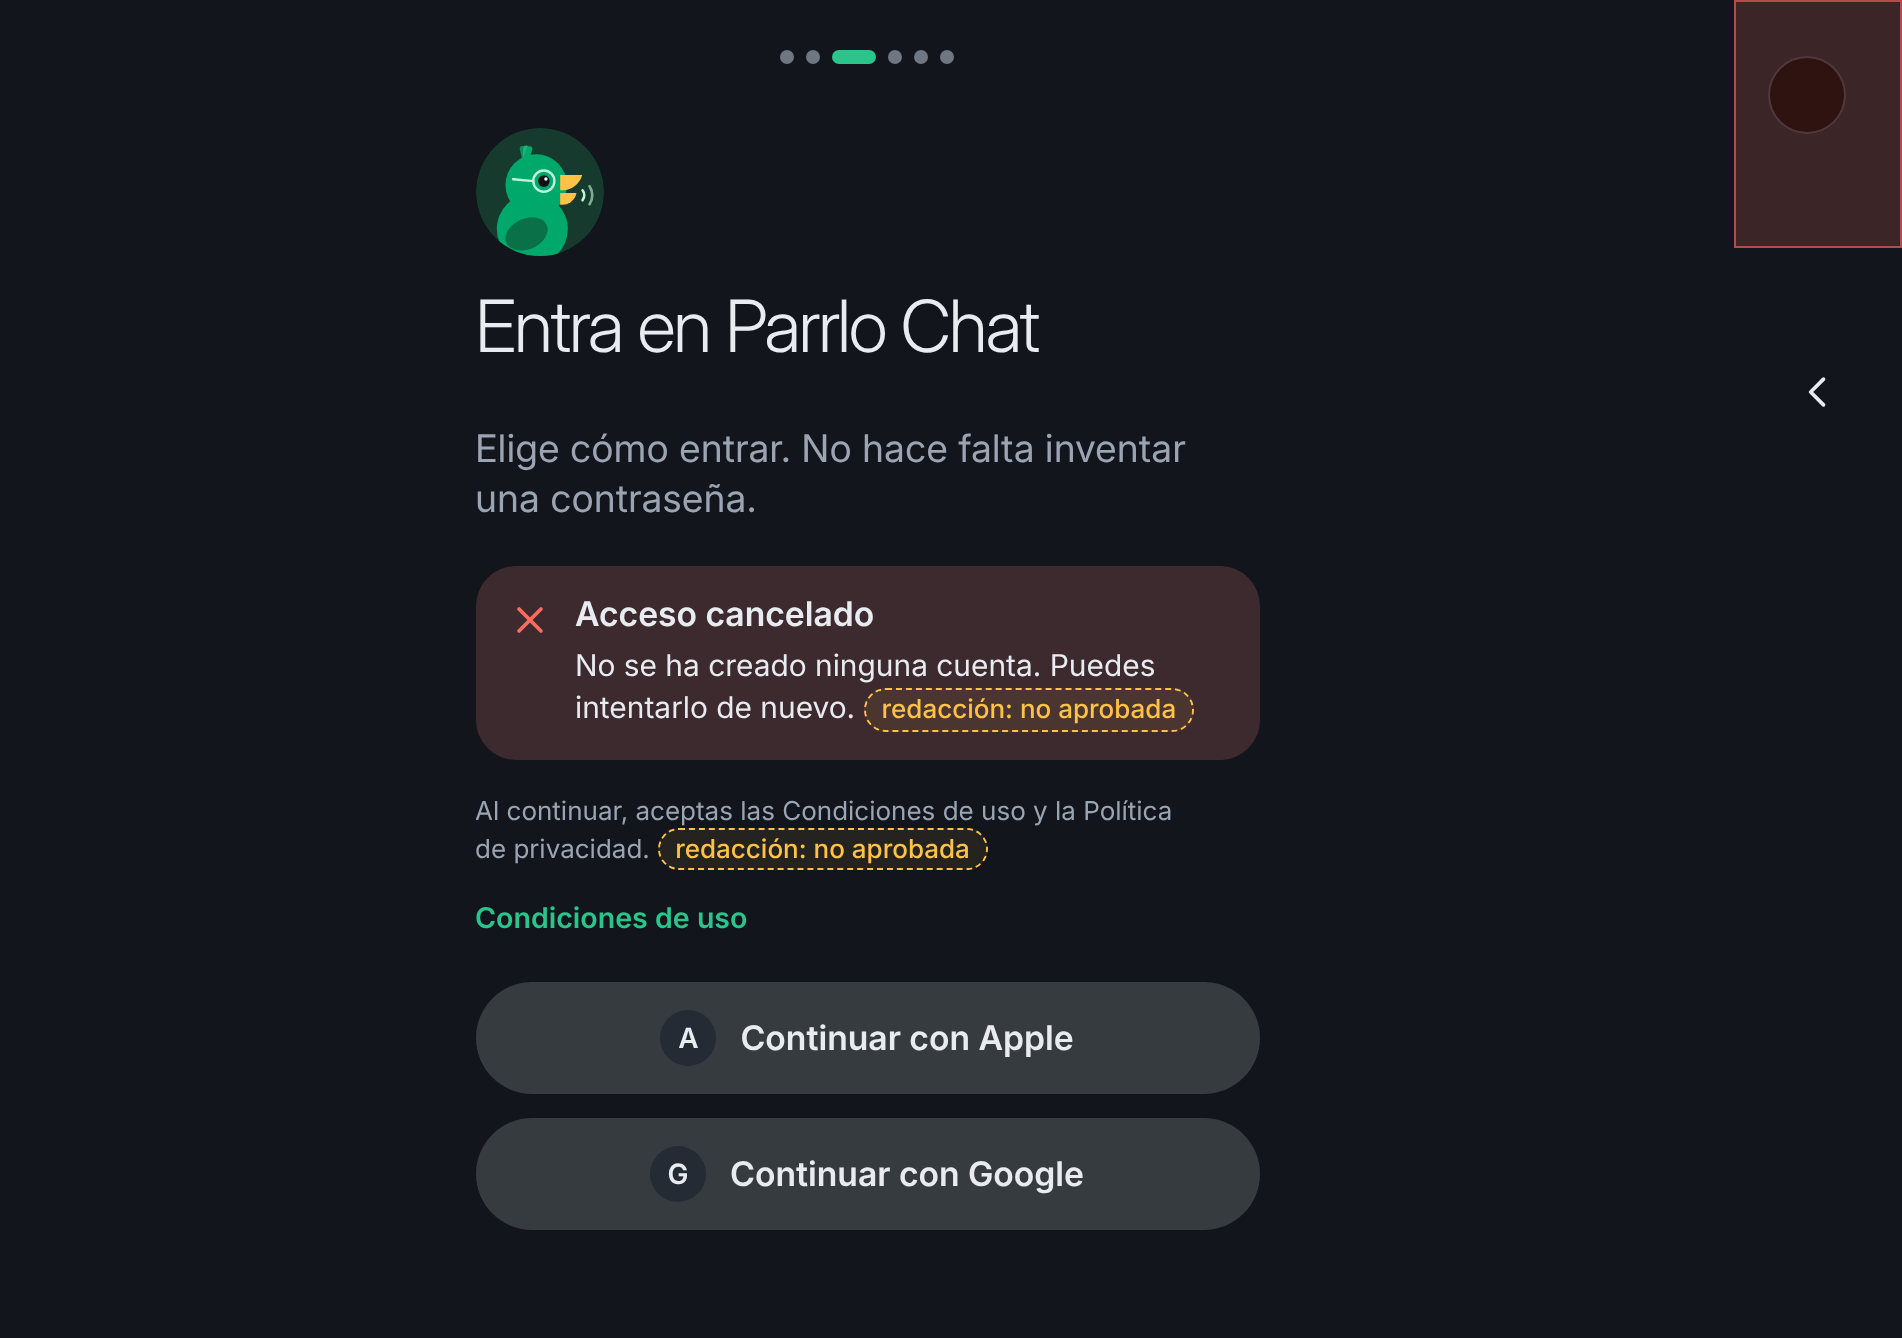 Entra en Parrlo Chat
Elige cómo entrar. No hace falta inventar
una contraseña.
Acceso cancelado
No se ha creado ninguna cuenta. Puedes
intentarlo de nuevo. redacción: no aprobada
Al continuar, aceptas las Condiciones de uso y la Política
de privacidad. redacción: no aprobada
Condiciones de uso
A Continuar con Apple
G Continuar con Google